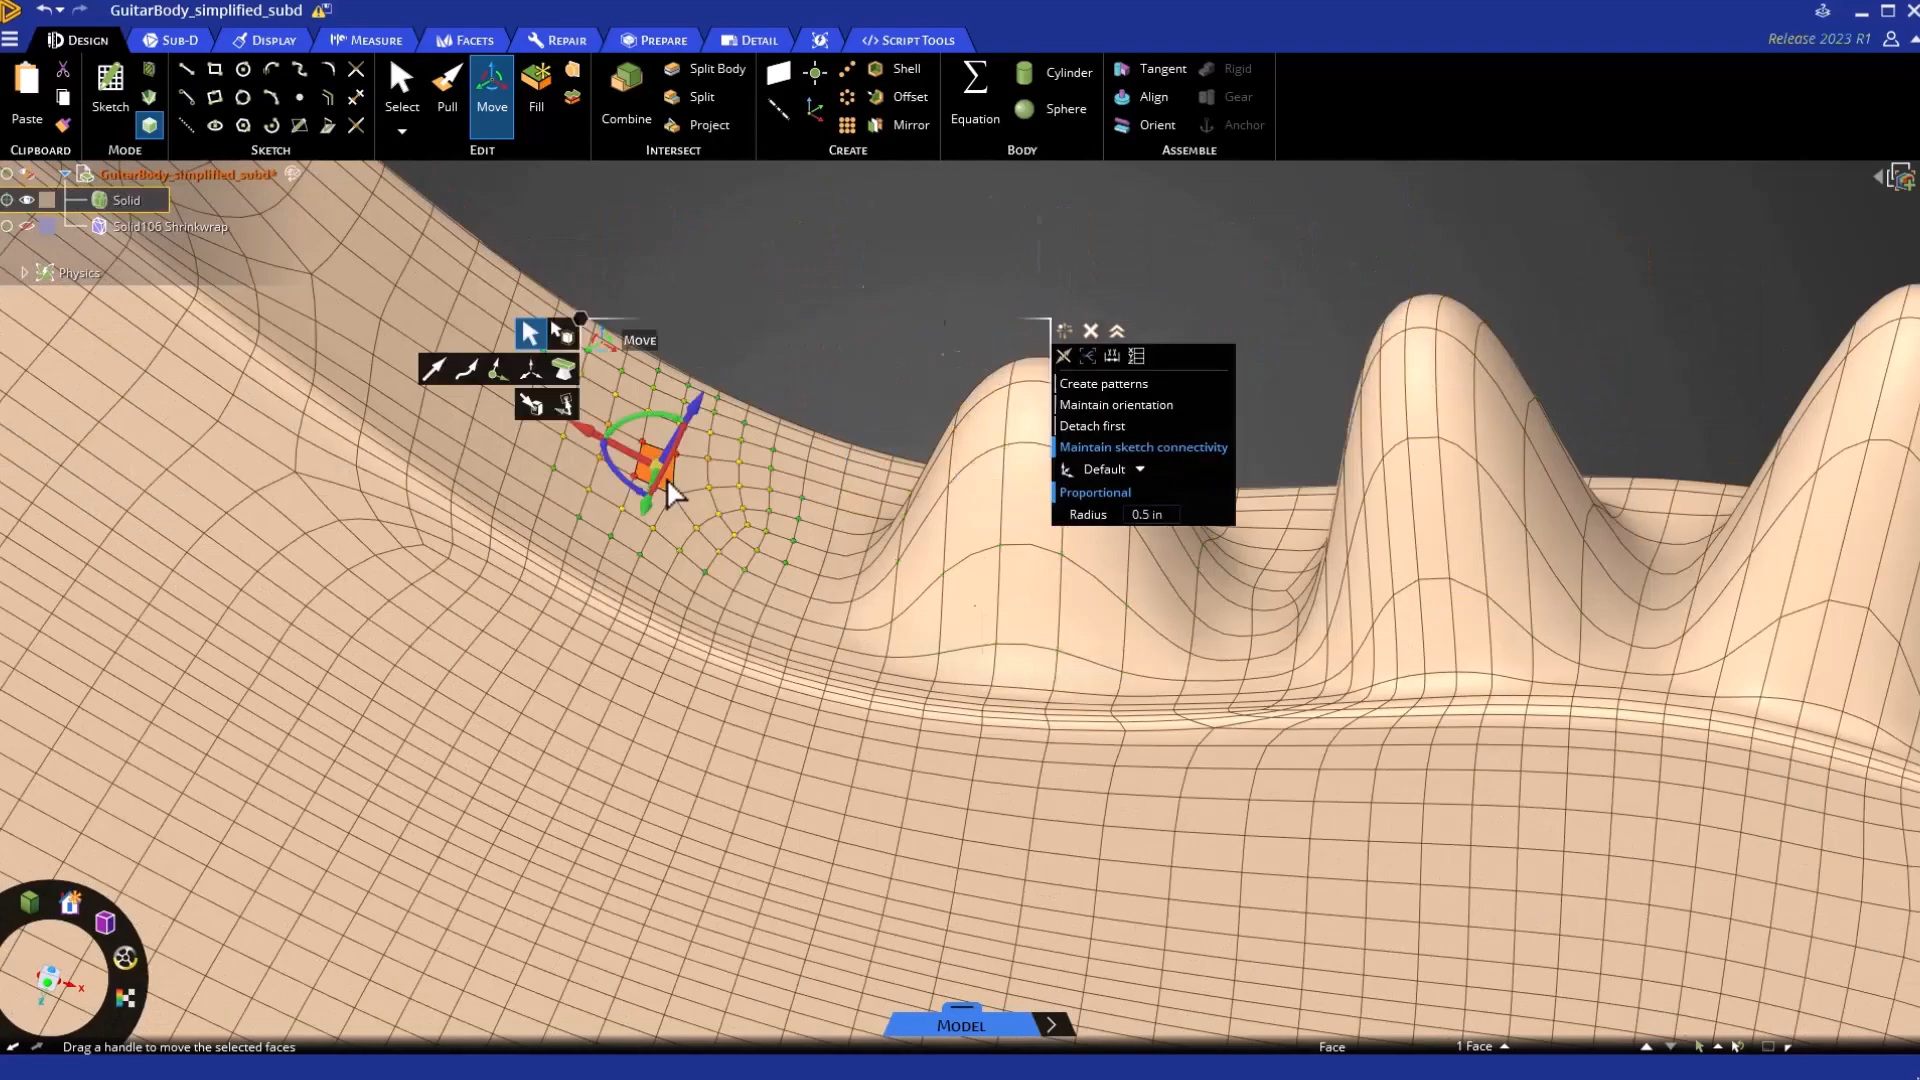 GuitarBody_simplified_subd
Design
Sub-D
Display
Measure
Facets
Repair
Prepare
Detail
</> Script Tools
Release 2023 R1
Paste
Sketch
Select
Pull
Move
Fill
Combine
Split Body
Split
Project
Shell
Offset
Mirror
Equation
Cylinder
Sphere
Tangent
Align
Orient
Rigid
Gear
Anchor
Clipboard
Mode
Sketch
Edit
Intersect
Create
Body
Assemble
GuitarBody_simplified_subd*
Solid
Solid106 Shrinkwrap
Physics
Move
Create patterns
Maintain orientation
Detach first
Maintain sketch connectivity
Default
Proportional
Radius 0.5 in
X
Z
Model
Drag a handle to move the selected faces
Face
1 Face